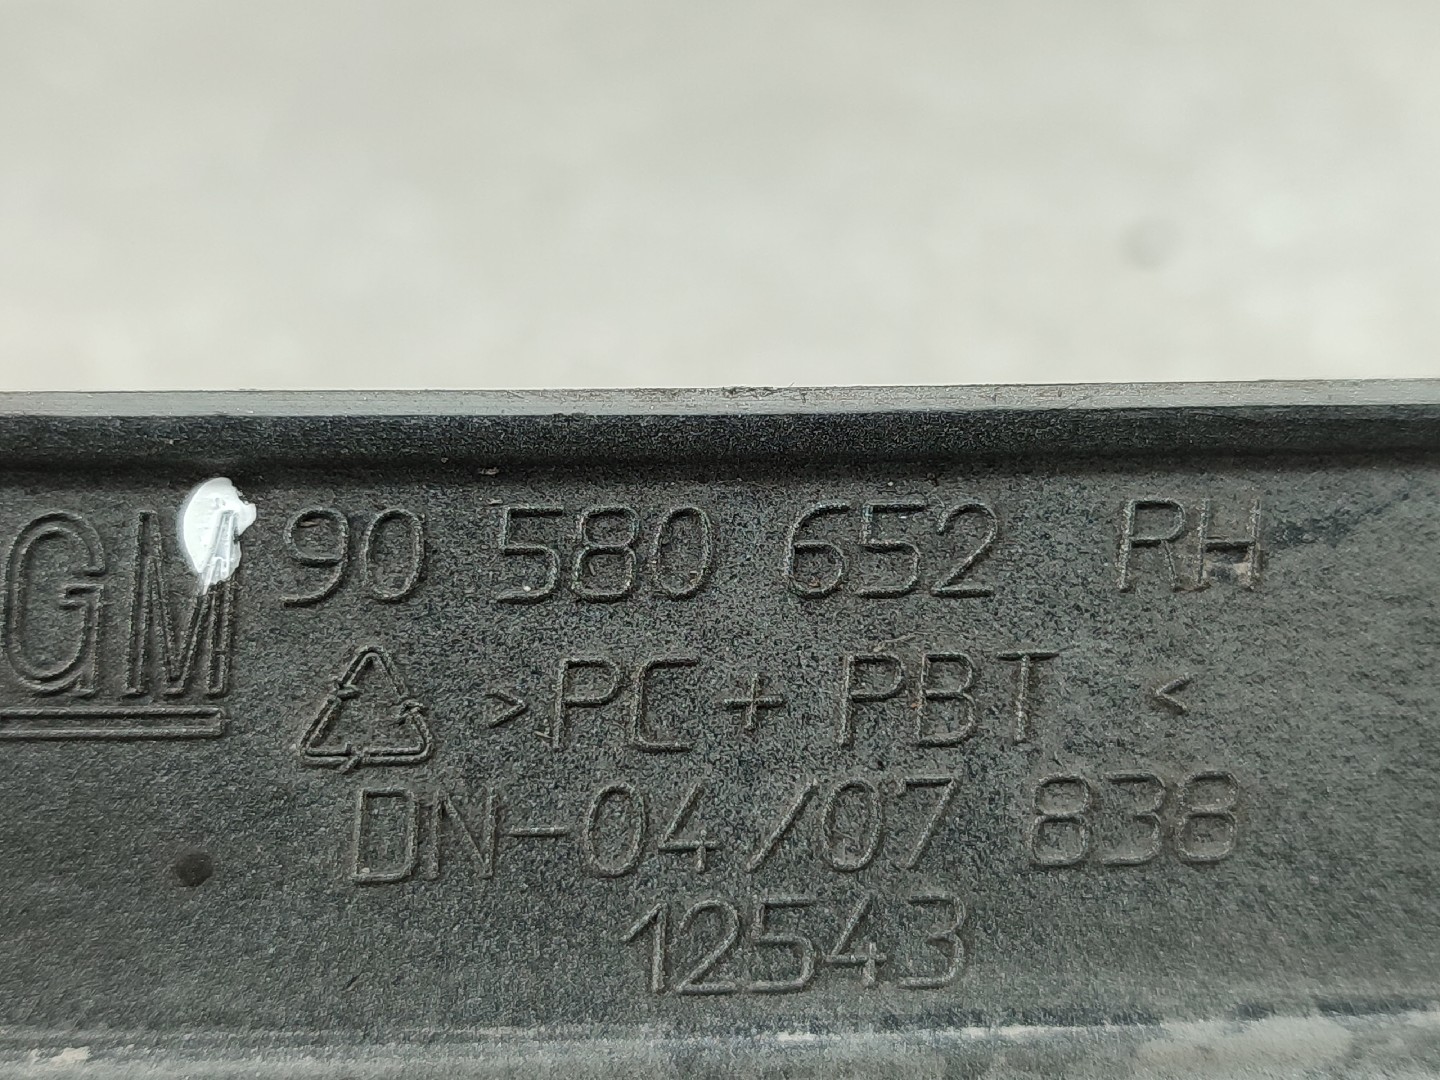 GM 90 580 652 RH
>PC + PBT <
DN-04/07 838
12543